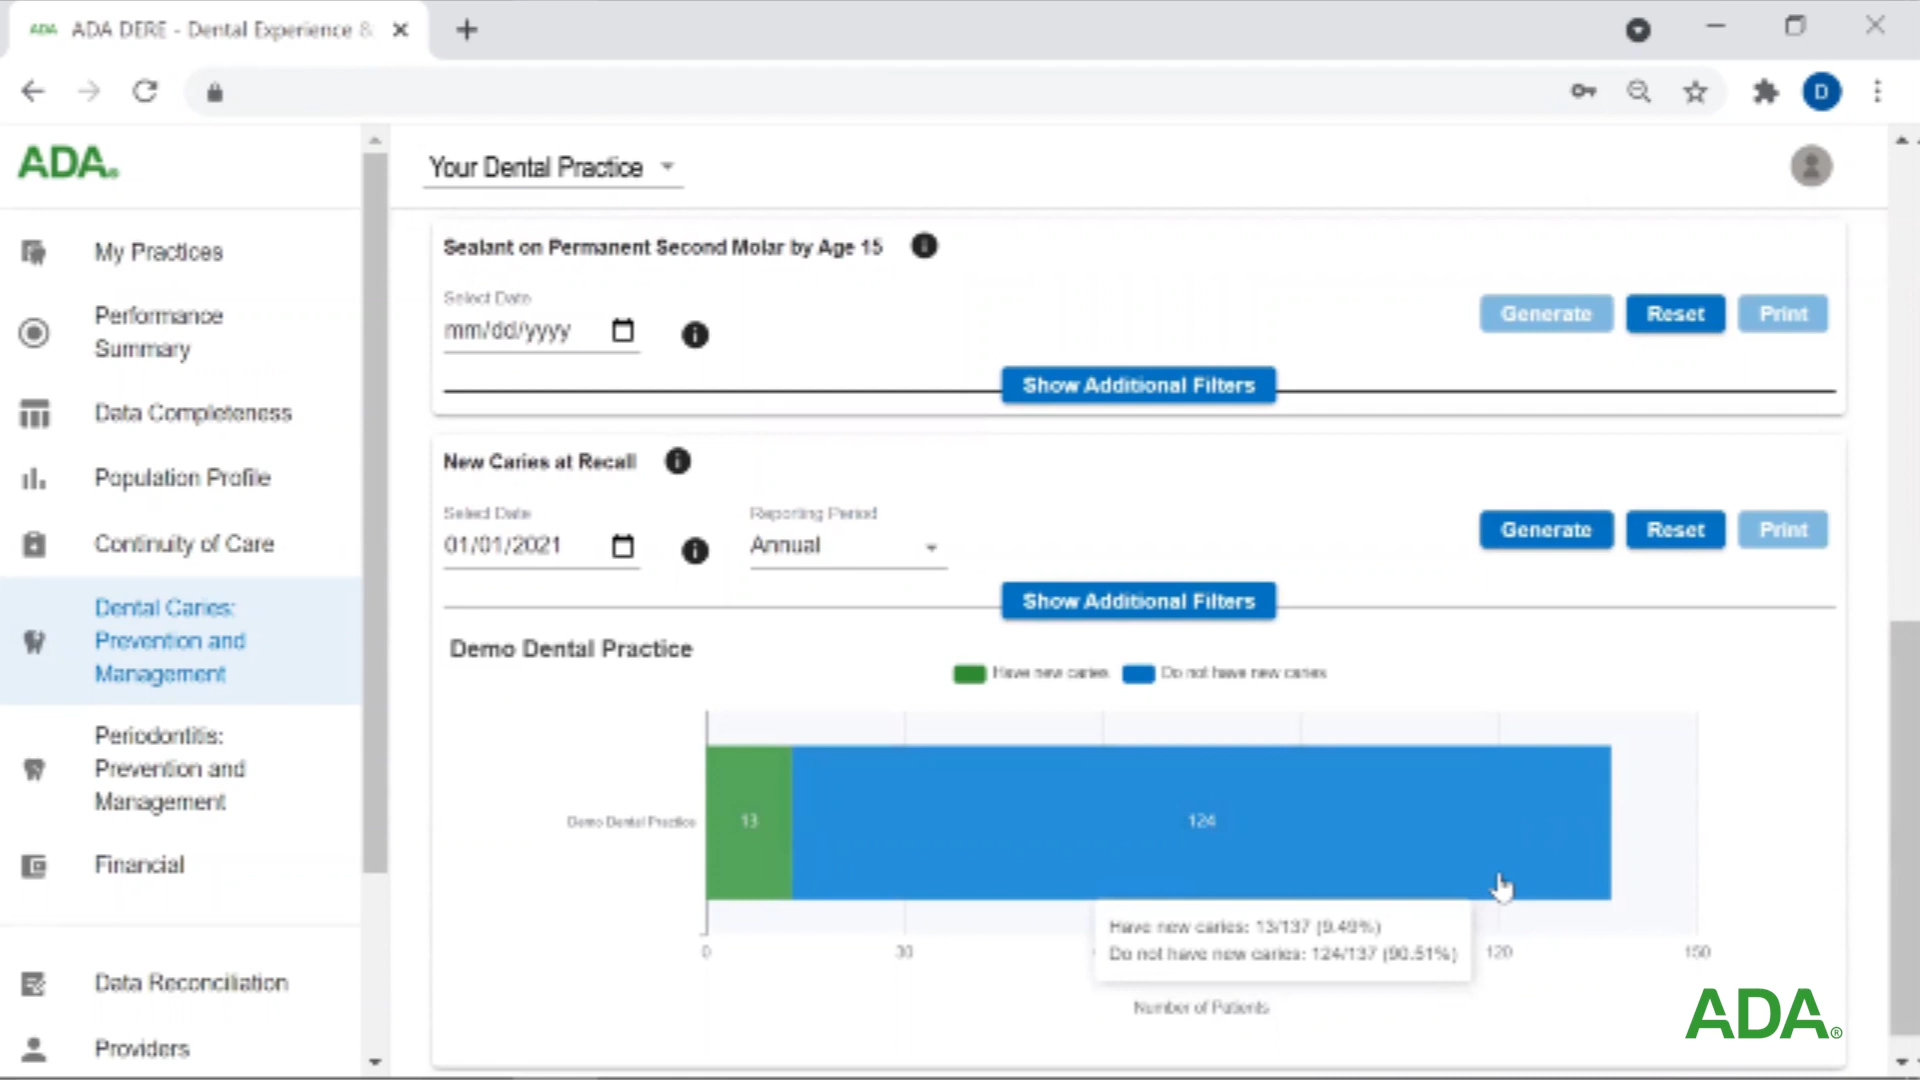 ADA ADA DERE - Dental Experience &
D
ADA®
Your Dental Practice
My Practices
Performance
Summary
Data Completeness
Population Profile
Continuity of Care
Dental Caries:
Prevention and
Management
Periodontitis:
Prevention and
Management
Financial
Data Reconciliation
Providers
Sealant on Permanent Second Molar by Age 15
Select Date
mm/dd/yyyy
Generate Reset Print
Show Additional Filters
New Caries at Recall
Select Date Reporting Period
01/01/2021 Annual
Generate Reset Print
Show Additional Filters
Demo Dental Practice
Have new caries Do not have new caries
Demo Dental Practice 13 124
Have new caries: 13/137 (9.49%)
Do not have new caries: 124/137 (90.51%)
0 30 120 150
Number of Patients
ADA®